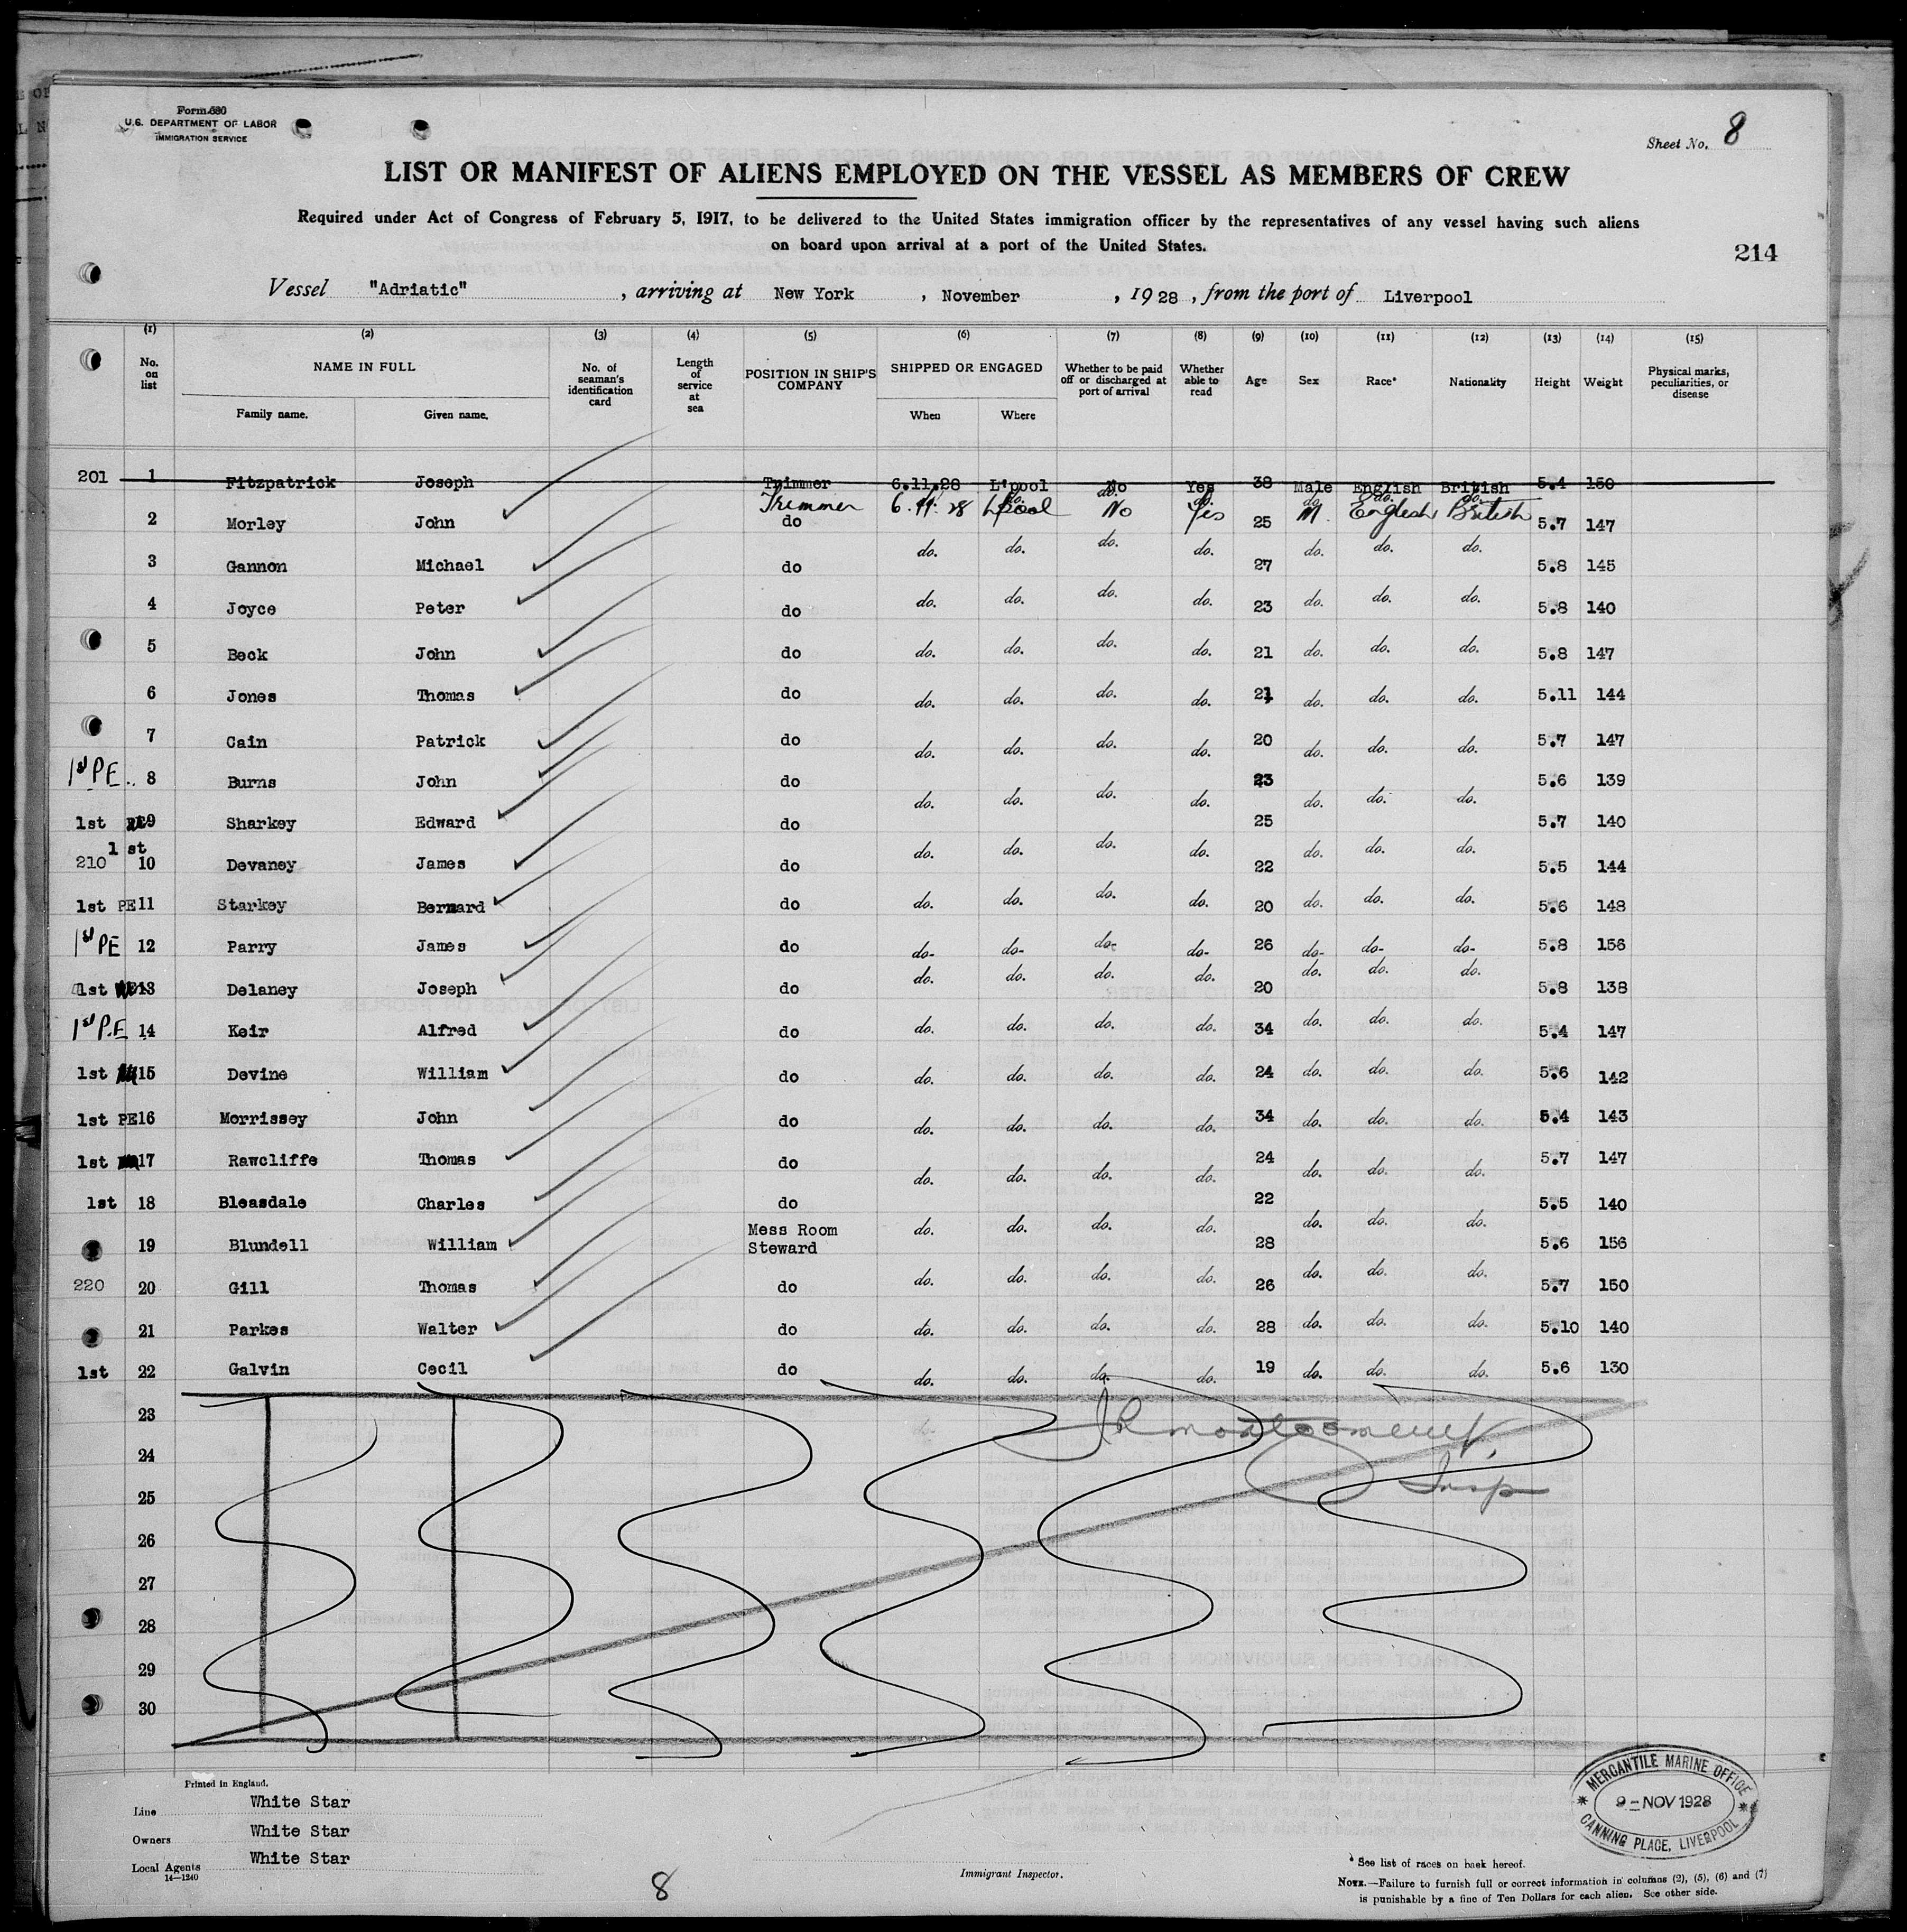 Form 680
U.S. DEPARTMENT OF LABOR
IMMIGRATION SERVICE
Sheet No. 8
LIST OR MANIFEST OF ALIENS EMPLOYED ON THE VESSEL AS MEMBERS OF CREW
Required under Act of Congress of February 5, 1917, to be delivered to the United States immigration officer by the representatives of any vessel having such aliens
on board upon arrival at a port of the United States.
214
Vessel "Adriatic", arriving at New York, November, 1928, from the port of Liverpool
(1) (2) (3) (4) (5) (6) (7) (8) (9) (10) (11) (12) (13) (14) (15)
No. on list NAME IN FULL No. of seaman's identification card Length of service at sea POSITION IN SHIP'S COMPANY SHIPPED OR ENGAGED Whether to be paid off or discharged at port of arrival Whether able to read Age Sex Race* Nationality Height Weight Physical marks, peculiarities, or disease
Family name. Given name. When Where
201 1 Fitzpatrick Joseph Trimmer 6.11.28 L'pool No Yes 38 Male English British 5.4 150
do. do. do. do. do. do.
Trimmer 6.11.28 Lpool No Yes M English British
2 Morley John do 25 5.7 147
3 Gannon Michael do do. do. do. do. 27 do. do. do. 5.8 145
4 Joyce Peter do do. do. do. do. 23 do. do. do. 5.8 140
5 Beck John do do. do. do. do. 21 do. do. do. 5.8 147
6 Jones Thomas do do. do. do. do. 21 do. do. do. 5.11 144
7 Cain Patrick do do. do. do. do. 20 do. do. do. 5.7 147
1st PE 8 Burns John do do. do. do. do. 23 do. do. do. 5.6 139
1st 9 Sharkey Edward do do. do. do. do. 25 do. do. do. 5.7 140
1 st
210 10 Devaney James do do. do. do. do. 22 do. do. do. 5.5 144
1st PE 11 Starkey Bernard do do. do. do. do. 20 do. do. do. 5.6 148
1st PE 12 Parry James do do- do- do- do- 26 do- do- do- 5.8 156
1st 13 Delaney Joseph do do. do. do. do. 20 do. do. do. 5.8 138
1st P.E 14 Keir Alfred do do. do. do. do. 34 do. do. do. 5.4 147
1st 15 Devine William do do. do. do. do. 24 do. do. do. 5.6 142
1st PE 16 Morrissey John do do. do. do. do. 34 do. do. do. 5.4 143
1st 17 Rawcliffe Thomas do do. do. do. do. 24 do. do. do. 5.7 147
1st 18 Bleasdale Charles do do. do. do. do. 22 do. do. do. 5.5 140
Mess Room
19 Blundell William Steward 28 5.6 156
220 20 Gill Thomas do do. do. do. do. 26 do. do. do. 5.7 150
21 Parkes Walter do do. do. do. do. 28 do. do. do. 5.10 140
1st 22 Galvin Cecil do do. do. do. do. 19 do. do. do. 5.6 130
23
24
25 Insp
26
27
28
29
30
Printed in England.
Line White Star
Owners White Star
Local Agents White Star
14—1240
8
Immigrant Inspector.
MERCANTILE MARINE OFFICE
9 - NOV 1928
CANNING PLACE, LIVERPOOL
* See list of races on back hereof.
NOTE.—Failure to furnish full or correct information in columns (2), (5), (6) and (7)
is punishable by a fine of Ten Dollars for each alien. See other side.